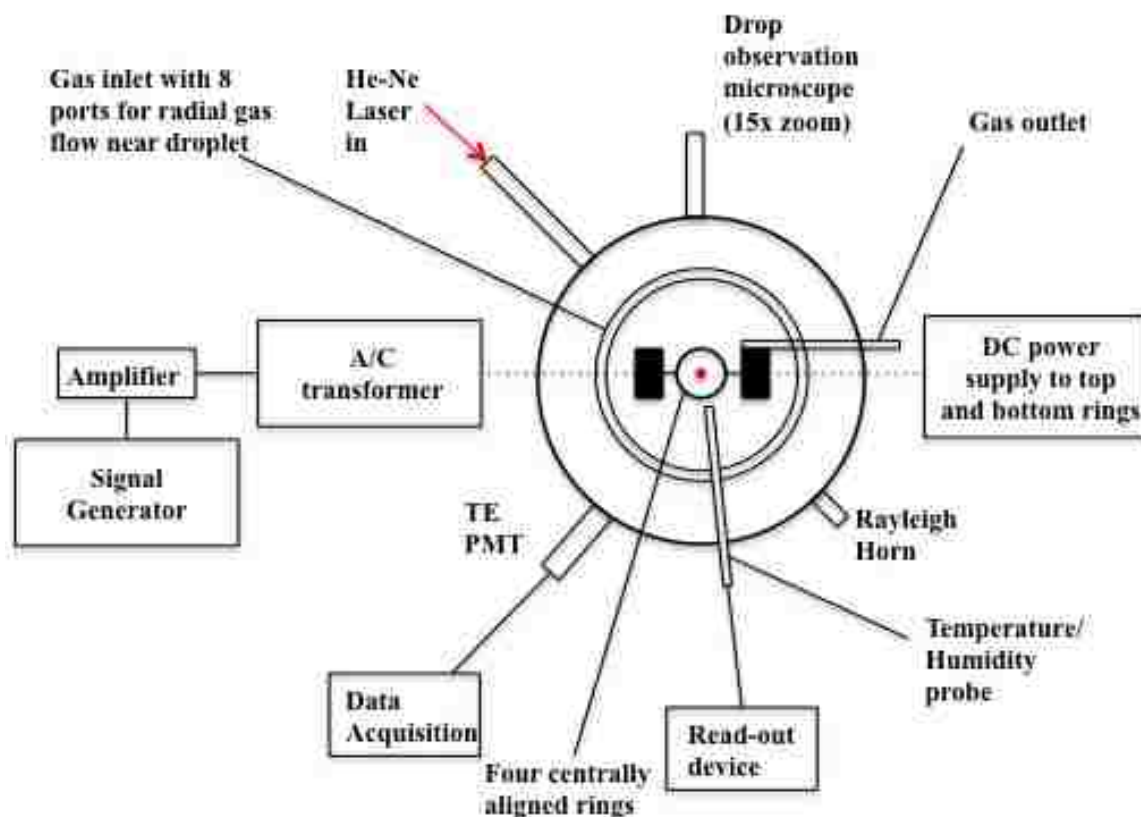 Gas inlet with 8
ports for radial gas
flow near droplet
He-Ne
Laser
in
Drop
observation
microscope
(15x zoom)
Gas outlet
Amplifier
A/C
transformer
DC power
supply to top
and bottom rings
Signal
Generator
TE
PMT
Rayleigh
Horn
Temperature/
Humidity
probe
Data
Acquisition
Four centrally
aligned rings
Read-out
device